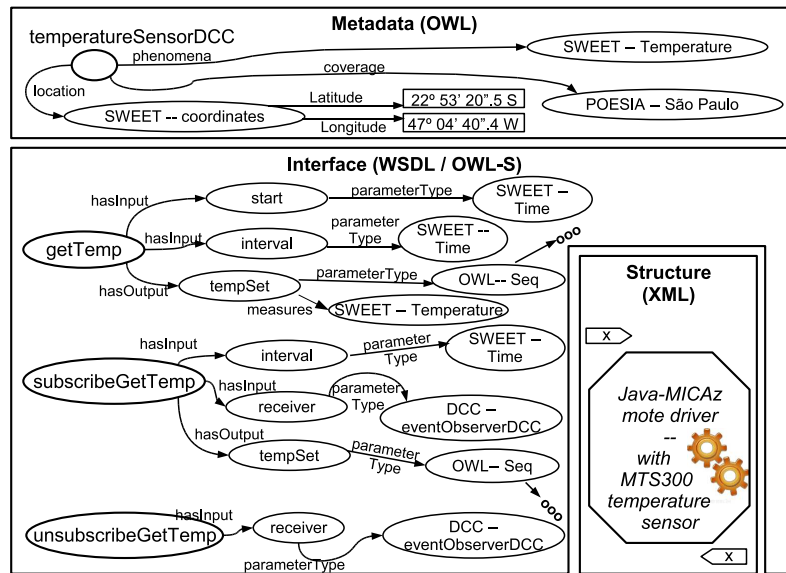 Metadata (OWL)
temperatureSensorDCC
phenomena
SWEET – Temperature
coverage
location
Latitude
22º 53' 20".5 S
POESIA – São Paulo
SWEET -- coordinates
Longitude
47º 04' 40".4 W
Interface (WSDL / OWL-S)
hasInput
start
parameterType
SWEET –
Time
getTemp
hasInput
interval
parameter
Type
SWEET --
Time
hasOutput
tempSet
parameterType
OWL-- Seq
measures
SWEET – Temperature
hasInput
interval
parameter
Type
SWEET –
Time
subscribeGetTemp
hasInput
receiver
parameter
Type
DCC –
eventObserverDCC
hasOutput
tempSet
parameter
Type
OWL– Seq
unsubscribeGetTemp
hasInput
receiver
parameterType
DCC –
eventObserverDCC
Structure
(XML)
X
Java-MICAz
mote driver
--
with
MTS300
temperature
sensor
X